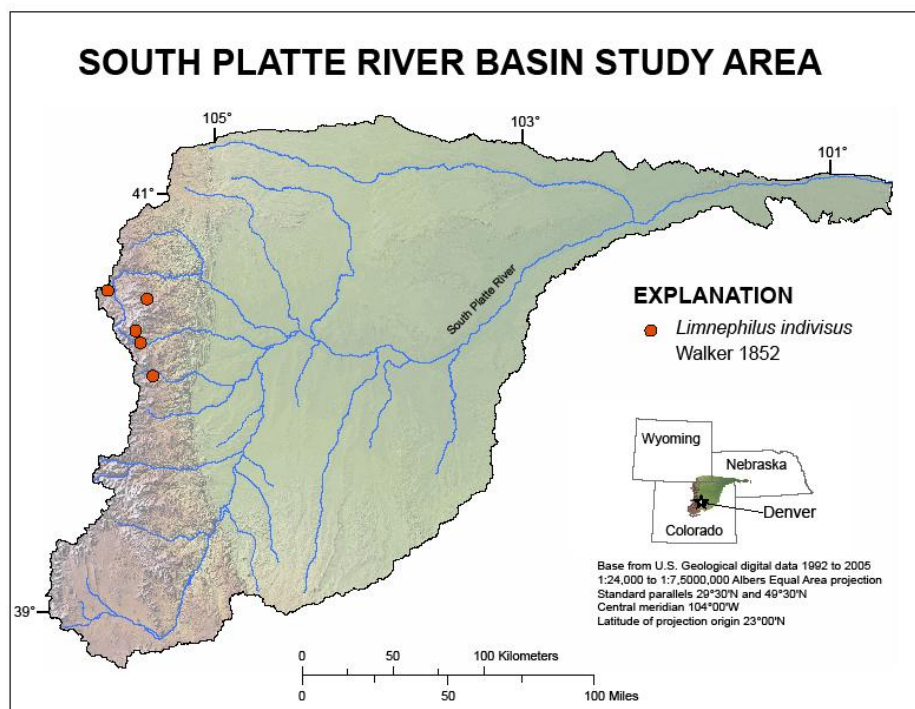 SOUTH PLATTE RIVER BASIN STUDY AREA
105°
103°
101°
41°
South Platte River
EXPLANATION
Limnephilus indivisus
Walker 1852
Wyoming
Nebraska
Denver
Colorado
Base from U.S. Geological digital data 1992 to 2005
1:24,000 to 1:7,5000,000 Albers Equal Area projection
Standard parallels 29°30'N and 49°30'N
Central meridian 104°00'W
Latitude of projection origin 23°00'N
39°
0 50 100 Kilometers
0 50 100 Miles